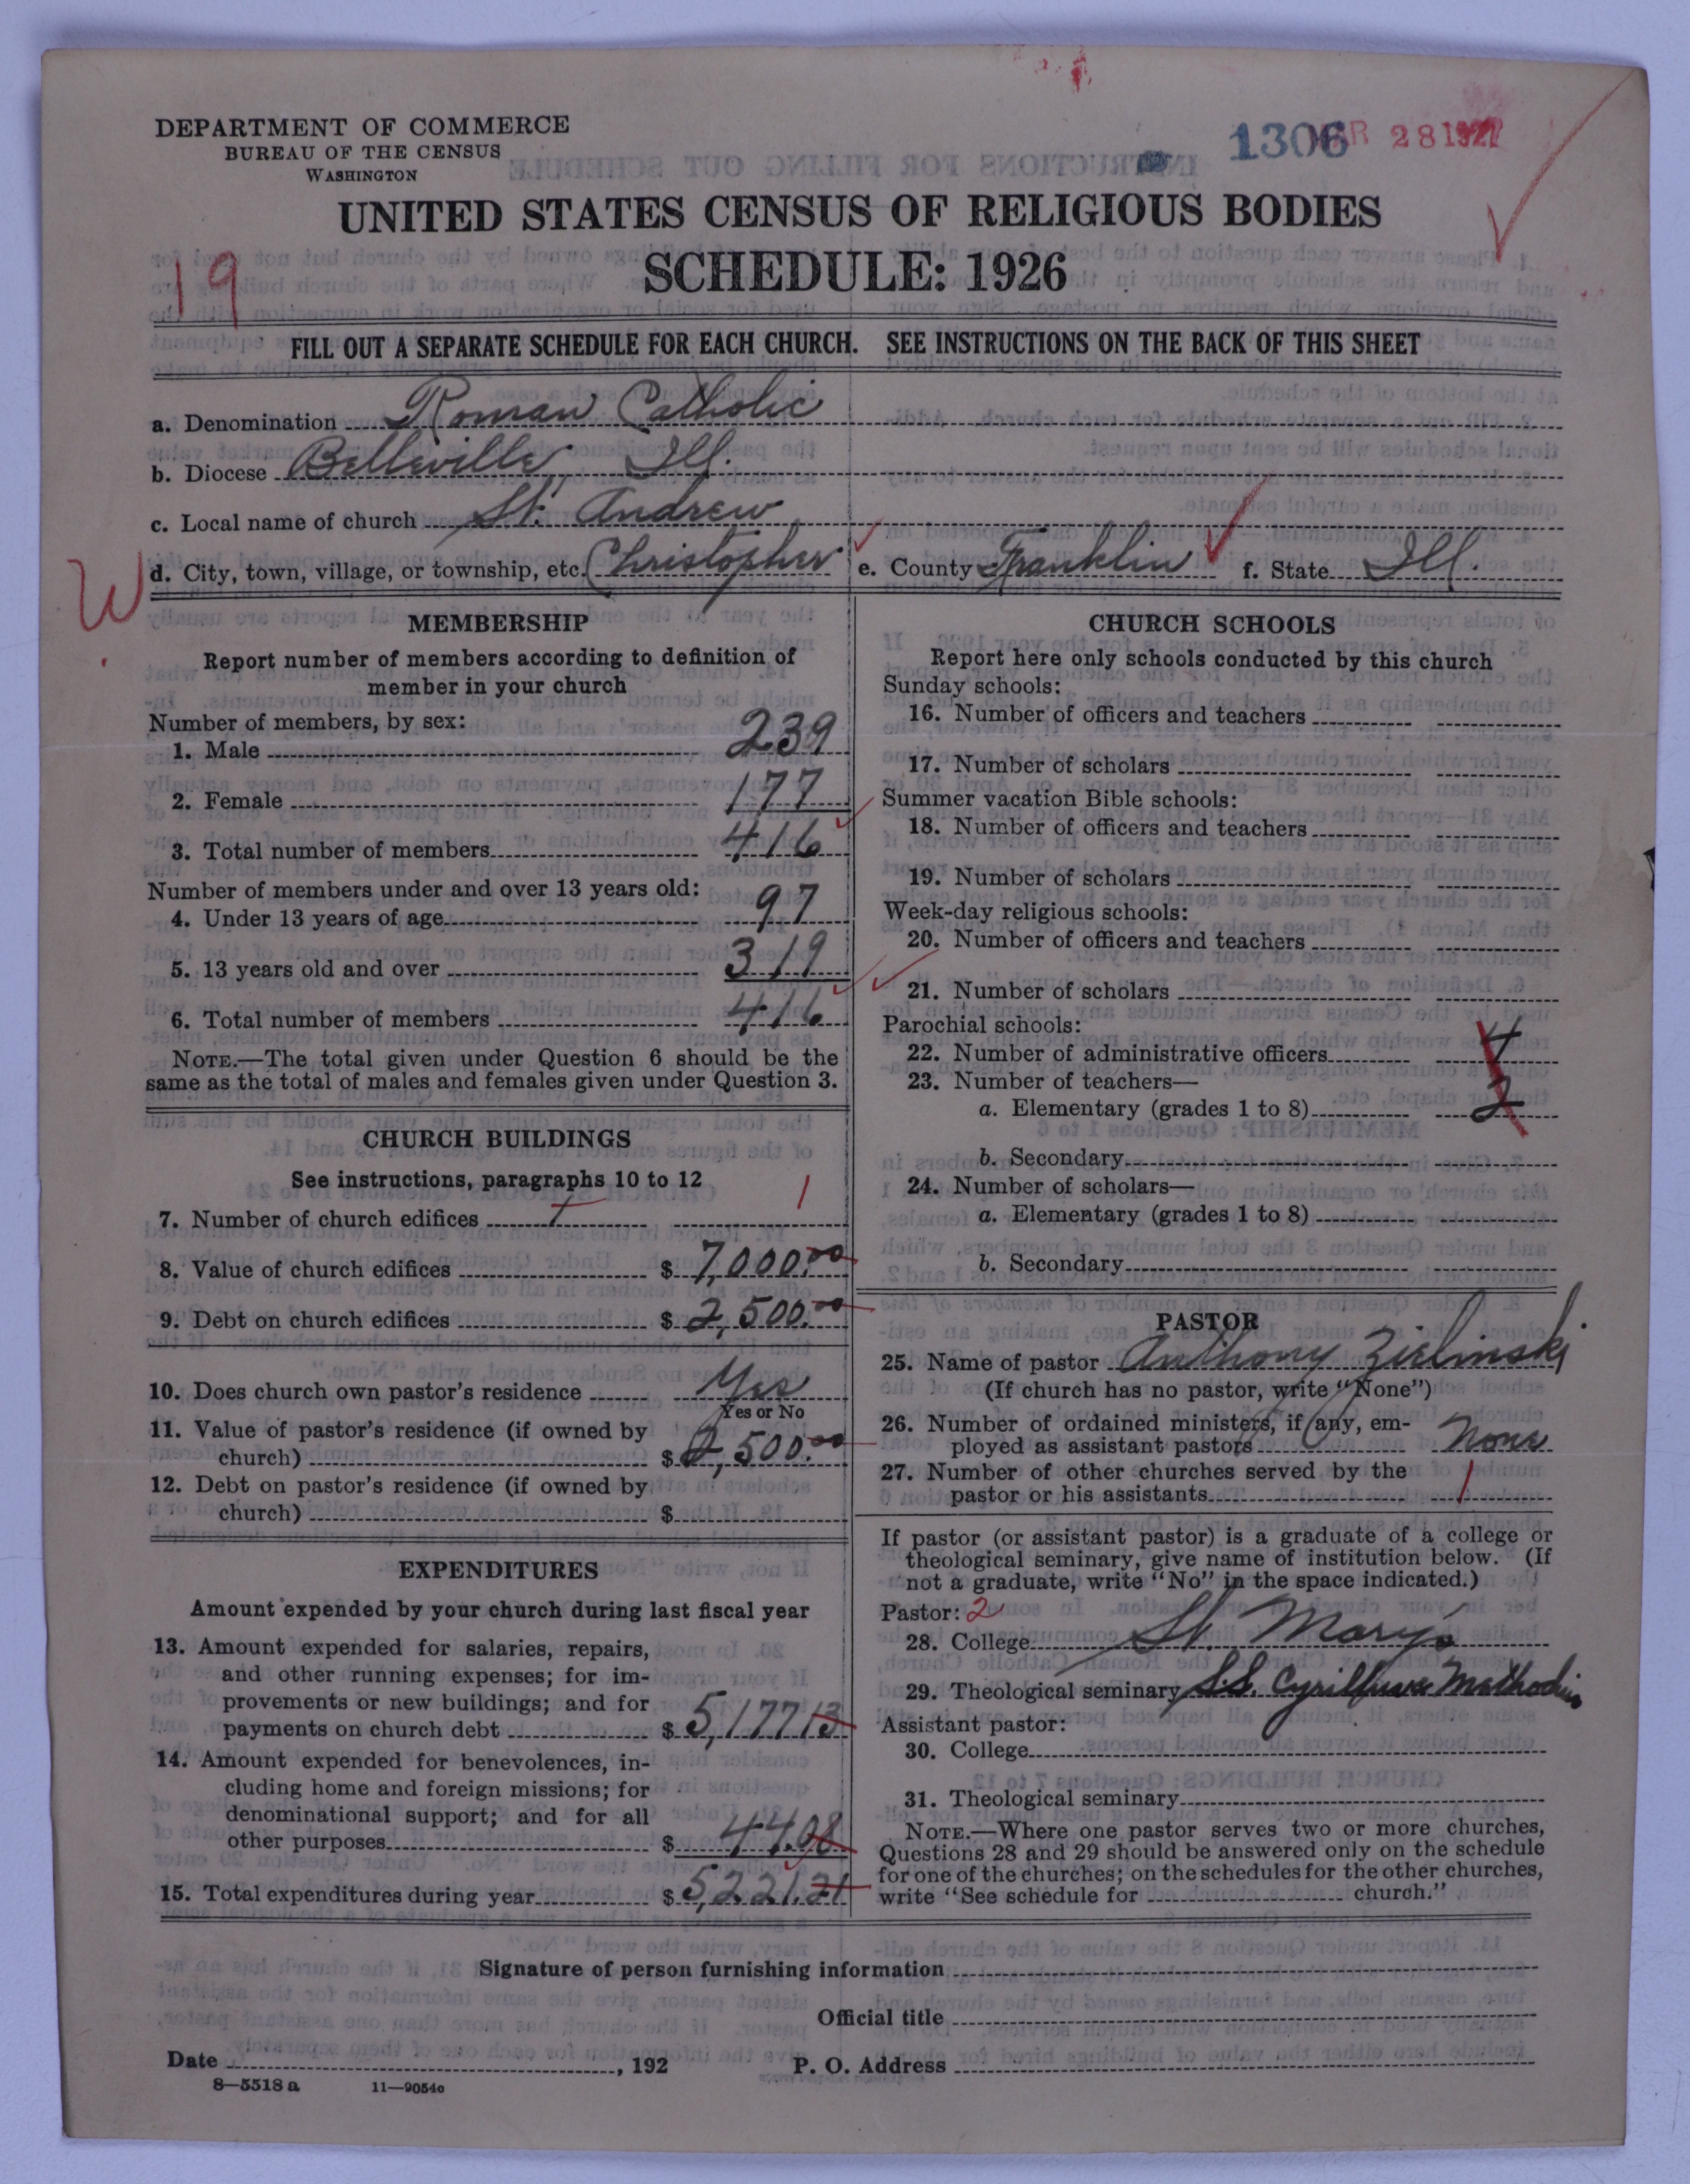 DEPARTMENT OF COMMERCE
BUREAU OF THE CENSUS
WASHINGTON
1306
28 1927
UNITED STATES CENSUS OF RELIGIOUS BODIES
SCHEDULE: 1926
19
FILL OUT A SEPARATE SCHEDULE FOR EACH CHURCH. SEE INSTRUCTIONS ON THE BACK OF THIS SHEET
a. Denomination Roman Catholic
b. Diocese Belleville Ill.
c. Local name of church St. Andrew
W
d. City, town, village, or township, etc. Christopher e. County Franklin f. State Ill.
MEMBERSHIP
Report number of members according to definition of
member in your church
Number of members, by sex:
1. Male 239
2. Female 177
3. Total number of members 416
Number of members under and over 13 years old:
4. Under 13 years of age 97
5. 13 years old and over 319
6. Total number of members 416
NOTE.—The total given under Question 6 should be the
same as the total of males and females given under Question 3.
CHURCH BUILDINGS
See instructions, paragraphs 10 to 12
7. Number of church edifices 1 1
8. Value of church edifices $ 7,000.00
9. Debt on church edifices $ 2,500.00
10. Does church own pastor's residence Yes
Yes or No
11. Value of pastor's residence (if owned by
church) $ 2,500.00
12. Debt on pastor's residence (if owned by
church) $
EXPENDITURES
Amount expended by your church during last fiscal year
13. Amount expended for salaries, repairs,
and other running expenses; for im-
provements or new buildings; and for
payments on church debt $ 5,177 13
14. Amount expended for benevolences, in-
cluding home and foreign missions; for
denominational support; and for all
other purposes $ 44.08
15. Total expenditures during year $ 5,221.21
CHURCH SCHOOLS
Report here only schools conducted by this church
Sunday schools:
16. Number of officers and teachers
17. Number of scholars
Summer vacation Bible schools:
18. Number of officers and teachers
19. Number of scholars
Week-day religious schools:
20. Number of officers and teachers
21. Number of scholars
Parochial schools:
22. Number of administrative officers
23. Number of teachers—
a. Elementary (grades 1 to 8) 2
b. Secondary
24. Number of scholars—
a. Elementary (grades 1 to 8)
b. Secondary
PASTOR
25. Name of pastor Anthony Zielinski
(If church has no pastor, write "None")
26. Number of ordained ministers, if any, em-
ployed as assistant pastors None
27. Number of other churches served by the
pastor or his assistants 1
If pastor (or assistant pastor) is a graduate of a college or
theological seminary, give name of institution below. (If
not a graduate, write "No" in the space indicated.)
Pastor: 2
28. College St. Mary's
29. Theological seminary S.S. Cyrillus Methodius
Assistant pastor:
30. College
31. Theological seminary
NOTE.—Where one pastor serves two or more churches,
Questions 28 and 29 should be answered only on the schedule
for one of the churches; on the schedules for the other churches,
write "See schedule for church."
Signature of person furnishing information
Official title
Date , 192 P. O. Address
8—5518 a 11—9054c